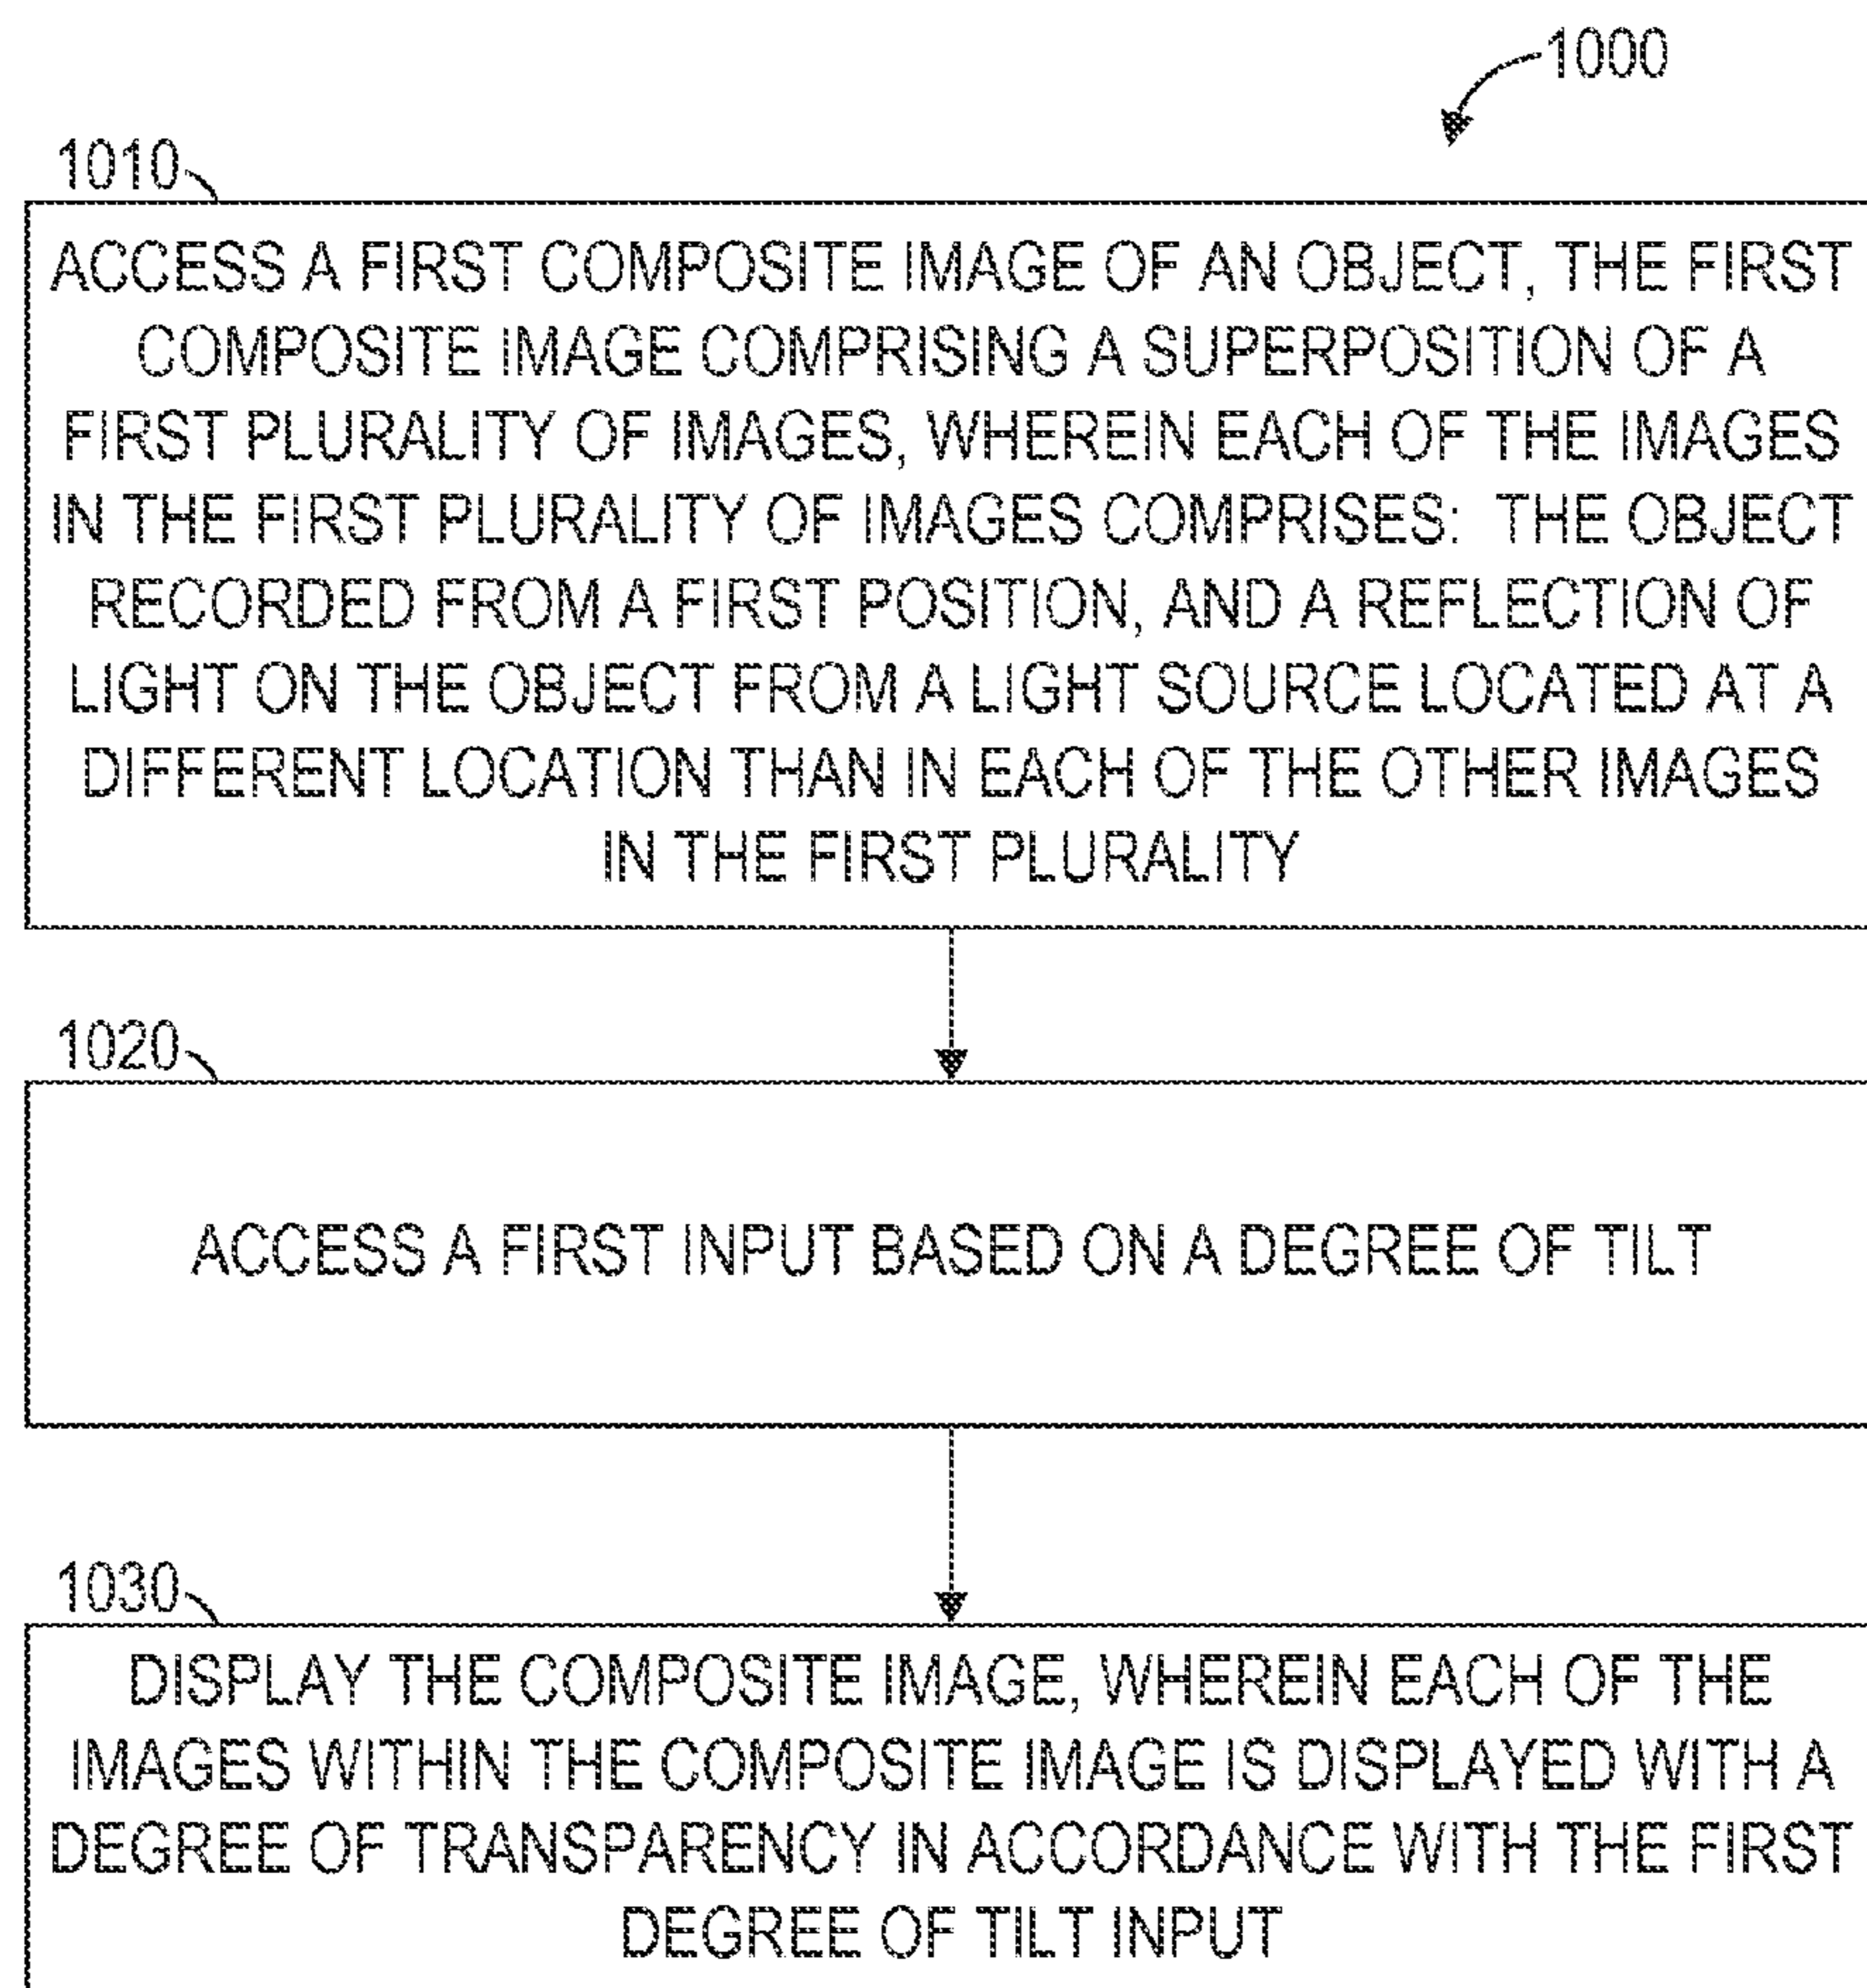 1000
1010
ACCESS A FIRST COMPOSITE IMAGE OF AN OBJECT, THE FIRST
COMPOSITE IMAGE COMPRISING A SUPERPOSITION OF A
FIRST PLURALITY OF IMAGES, WHEREIN EACH OF THE IMAGES
IN THE FIRST PLURALITY OF IMAGES COMPRISES: THE OBJECT
RECORDED FROM A FIRST POSITION, AND A REFLECTION OF
LIGHT ON THE OBJECT FROM A LIGHT SOURCE LOCATED AT A
DIFFERENT LOCATION THAN IN EACH OF THE OTHER IMAGES
IN THE FIRST PLURALITY
1020
ACCESS A FIRST INPUT BASED ON A DEGREE OF TILT
1030
DISPLAY THE COMPOSITE IMAGE, WHEREIN EACH OF THE
IMAGES WITHIN THE COMPOSITE IMAGE IS DISPLAYED WITH A
DEGREE OF TRANSPARENCY IN ACCORDANCE WITH THE FIRST
DEGREE OF TILT INPUT